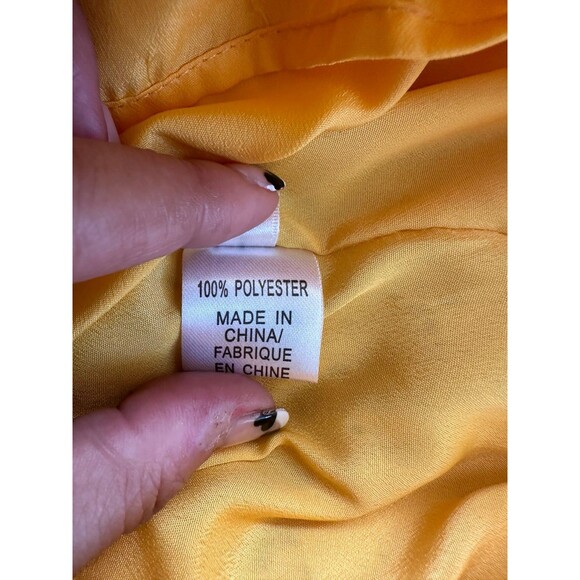 100% POLYESTER
MADE IN
CHINA/
FABRIQUE
EN CHINE